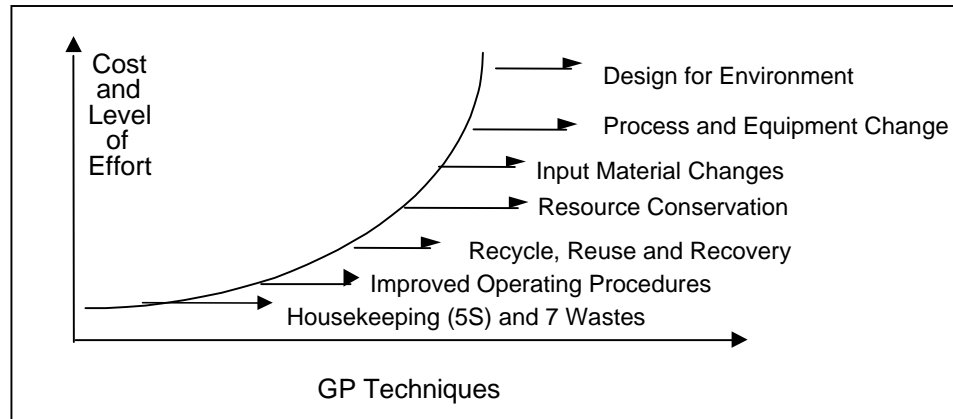 Cost
and
Level
of
Effort
Design for Environment
Process and Equipment Change
Input Material Changes
Resource Conservation
Recycle, Reuse and Recovery
Improved Operating Procedures
Housekeeping (5S) and 7 Wastes
GP Techniques